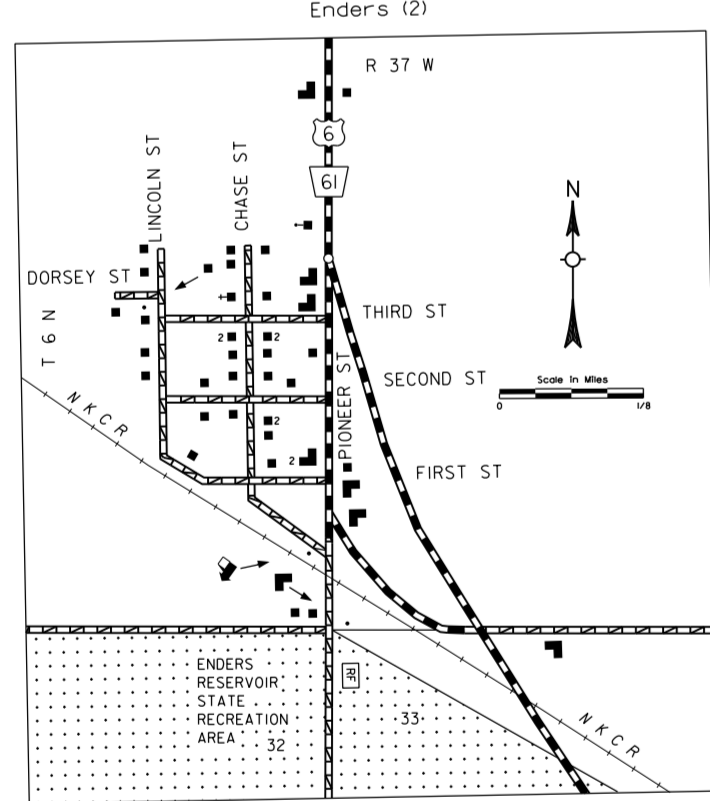 Enders (2)
R 37 W
6
61
N
LINCOLN ST
CHASE ST
DORSEY ST
THIRD ST
T 6 N
2
2
PIONEER ST
SECOND ST
Scale in Miles
0
1/8
NKCR
2
2
FIRST ST
ENDERS
RESERVOIR
STATE
RECREATION
AREA
32
RF
33
NKCR